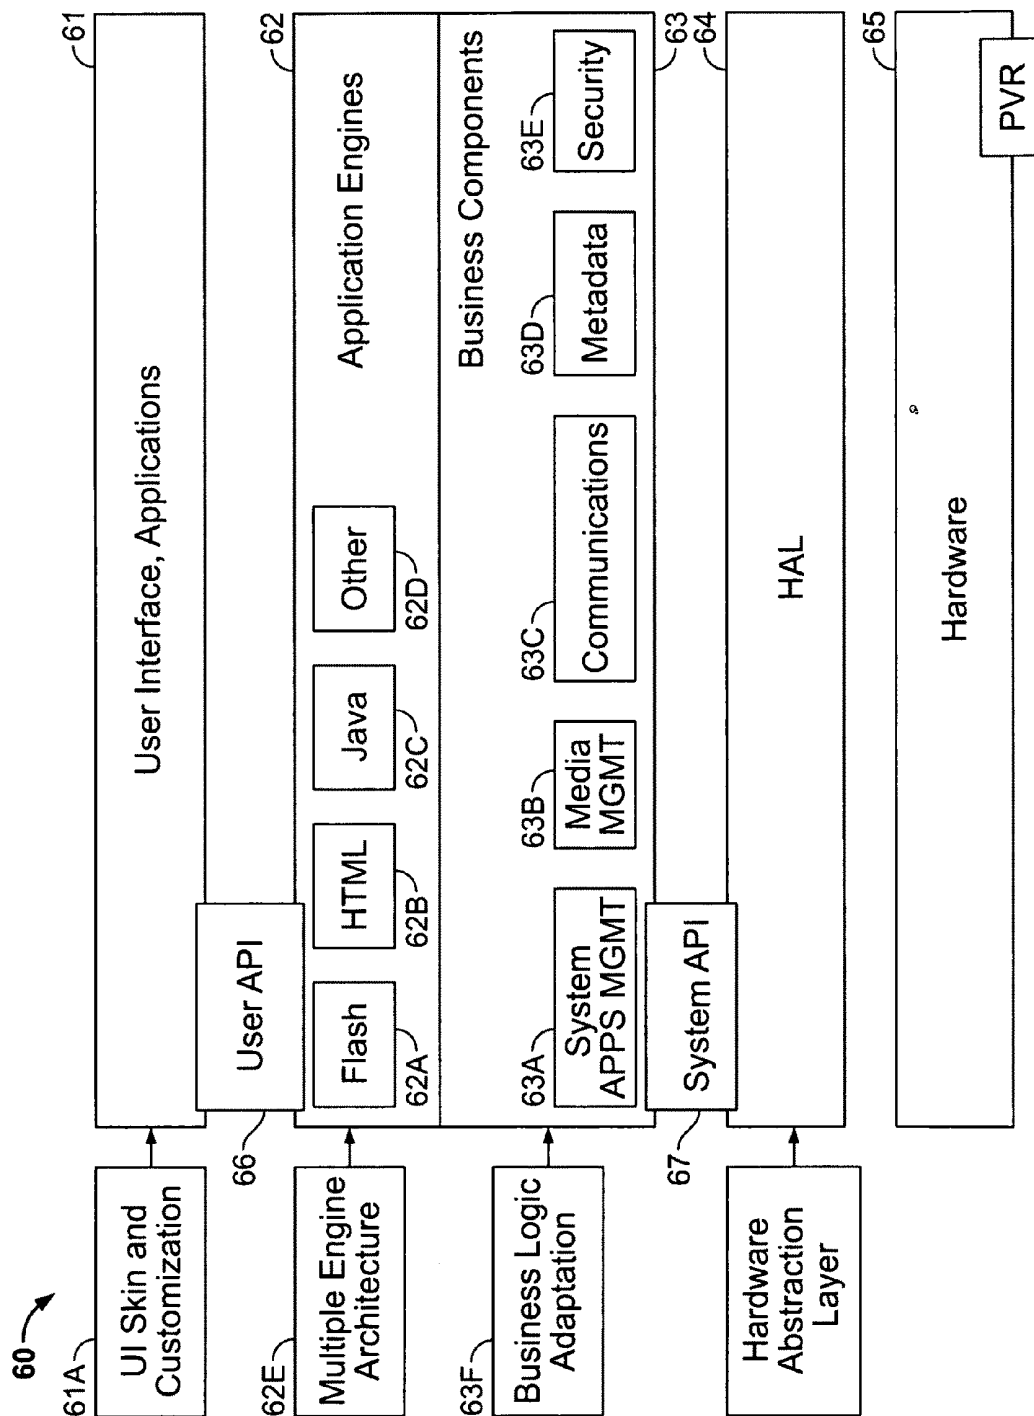 60
61A
UI Skin and
Customization
61
User Interface, Applications
66
User API
62E
Multiple Engine
Architecture
62
Application Engines
Flash
62A
HTML
62B
Java
62C
Other
62D
63F
Business Logic
Adaptation
Business Components
63A
System
APPS MGMT
63B
Media
MGMT
63C
Communications
63D
Metadata
63E
Security
63
67
System API
Hardware
Abstraction
Layer
64
HAL
65
Hardware
PVR